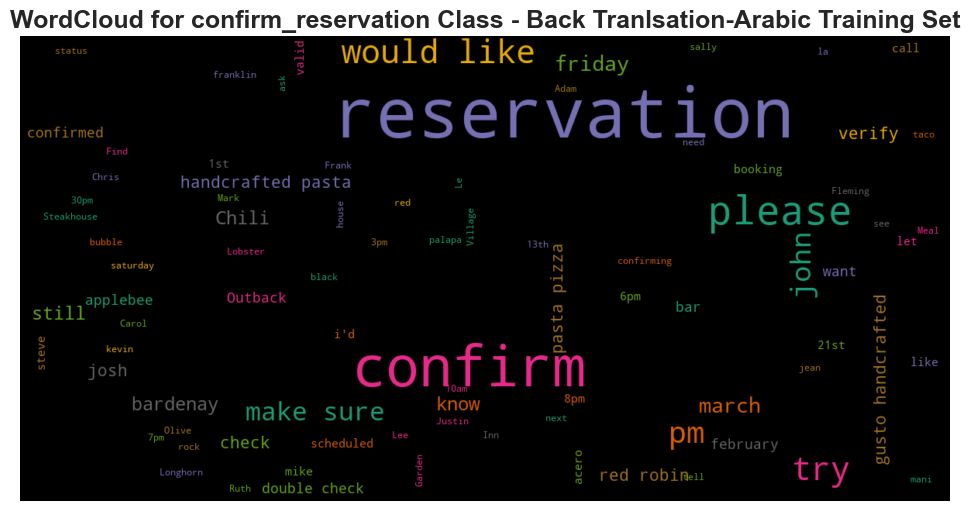 WordCloud for confirm_reservation Class - Back Tranlsation-Arabic Training Set
status
franklin
ask
valid
would like
friday
sally
la
call
Adam
reservation
confirmed
need
verify
taco
Find
1st
Frank
booking
Chris
handcrafted pasta
Le
Fleming
30pm
Mark
house
red
Steakhouse
Chili
Village
please
see
Meal
bubble
Lobster
3pm
palapa
13th
let
saturday
black
confirming
john
want
applebee
Outback
6pm
bar
still
Carol
i'd
pasta pizza
steve
kevin
21st
gusto handcrafted
like
josh
confirm
jean
10am
bardenay
make sure
know
8pm
march
7pm
Olive
rock
check
scheduled
Justin
Lee
Inn
next
pm
february
Longhorn
mike
Garden
acero
red robin
tell
try
mani
Ruth
double check